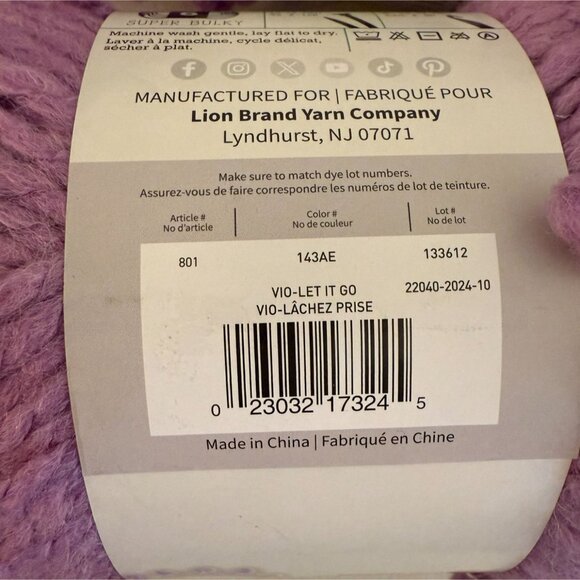 SUPER BULKY
Machine wash gentle, lay flat to dry.
Laver à la machine, cycle délicat,
sécher à plat.
MANUFACTURED FOR | FABRIQUÉ POUR
Lion Brand Yarn Company
Lyndhurst, NJ 07071
Make sure to match dye lot numbers.
Assurez-vous de faire correspondre les numéros de lot de teinture.
Article # Color # Lot #
No d'article No de couleur No de lot
801 143AE 133612
VIO-LET IT GO 22040-2024-10
VIO-LÂCHEZ PRISE
0 23032 17324 5
Made in China | Fabriqué en Chine